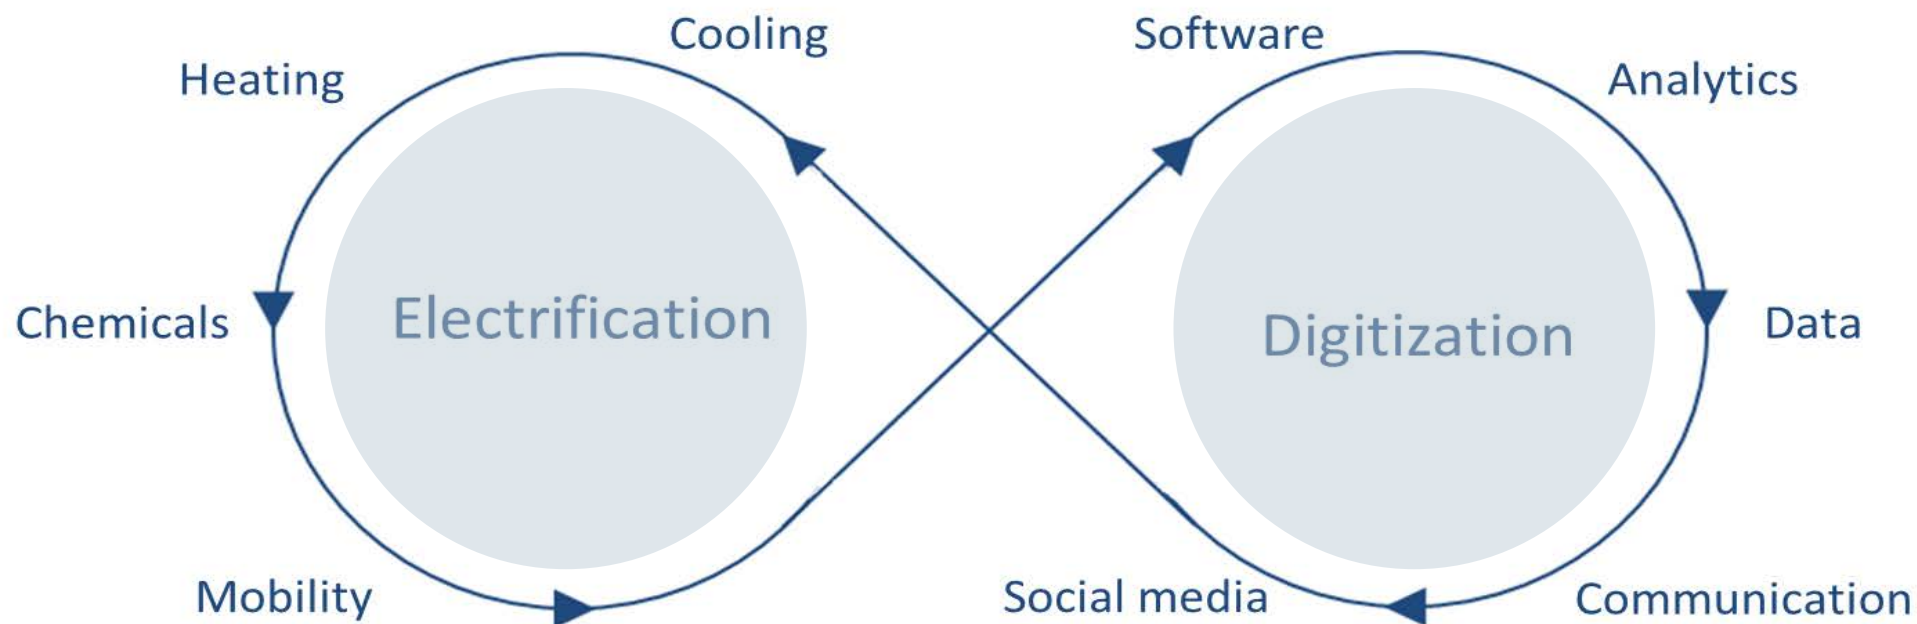 Cooling
Software
Heating
Analytics
Chemicals
Electrification
Digitization
Data
Mobility
Social media
Communication